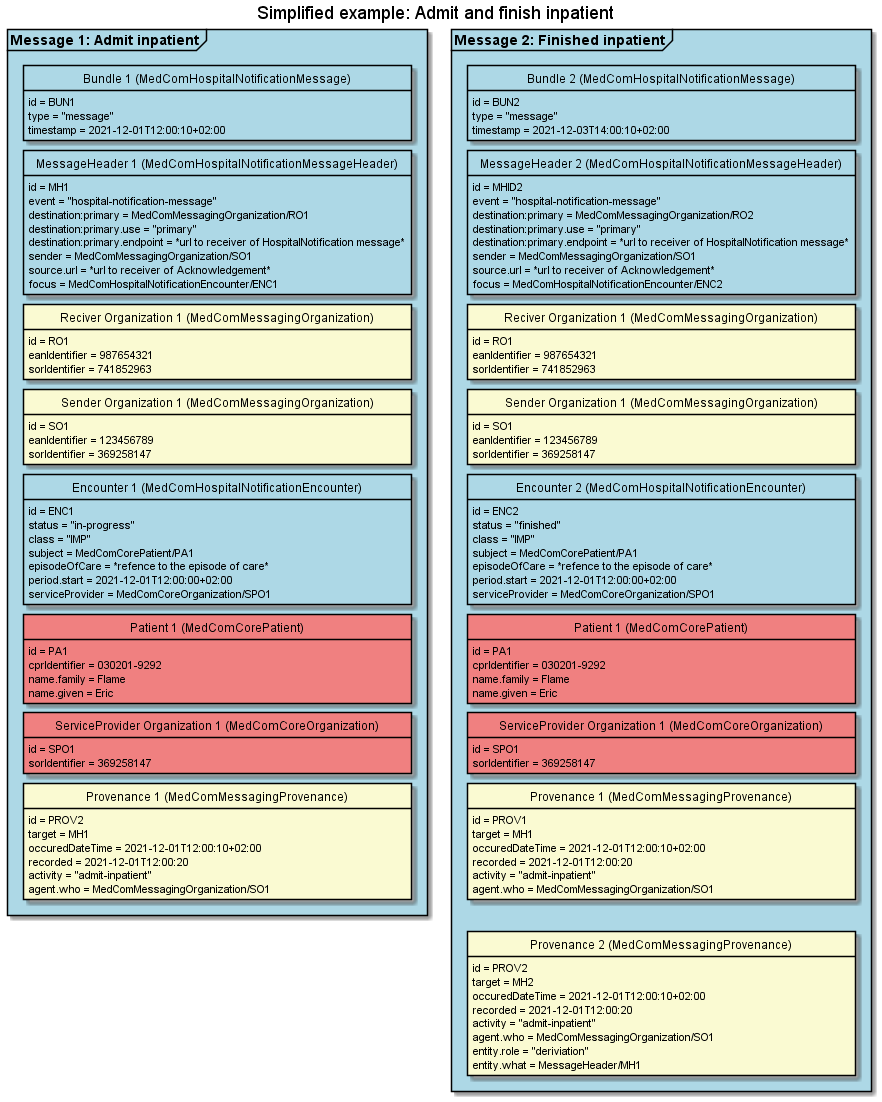 Simplified example: Admit and finish inpatient
Message 1: Admit inpatient
Bundle 1 (MedComHospitalNotificationMessage)
id = BUN1
type = "message"
timestamp = 2021-12-01T12:00:10+02:00
MessageHeader 1 (MedComHospitalNotificationMessageHeader)
id = MH1
event = "hospital-notification-message"
destination:primary = MedComMessagingOrganization/RO1
destination:primary.use = "primary"
destination:primary.endpoint = *url to receiver of HospitalNotification message*
sender = MedComMessagingOrganization/SO1
source.url = *url to receiver of Acknowledgement*
focus = MedComHospitalNotificationEncounter/ENC1
Reciver Organization 1 (MedComMessagingOrganization)
id = RO1
eanIdentifier = 987654321
sorIdentifier = 741852963
Sender Organization 1 (MedComMessagingOrganization)
id = SO1
eanIdentifier = 123456789
sorIdentifier = 369258147
Encounter 1 (MedComHospitalNotificationEncounter)
id = ENC1
status = "in-progress"
class = "IMP"
subject = MedComCorePatient/PA1
episodeOfCare = *refence to the episode of care*
period.start = 2021-12-01T12:00:00+02:00
serviceProvider = MedComCoreOrganization/SPO1
Patient 1 (MedComCorePatient)
id = PA1
cprIdentifier = 030201-9292
name.family = Flame
name.given = Eric
ServiceProvider Organization 1 (MedComCoreOrganization)
id = SPO1
sorIdentifier = 369258147
Provenance 1 (MedComMessagingProvenance)
id = PROV2
target = MH1
occuredDateTime = 2021-12-01T12:00:10+02:00
recorded = 2021-12-01T12:00:20
activity = "admit-inpatient"
agent.who = MedComMessagingOrganization/SO1
Message 2: Finished inpatient
Bundle 2 (MedComHospitalNotificationMessage)
id = BUN2
type = "message"
timestamp = 2021-12-03T14:00:10+02:00
MessageHeader 2 (MedComHospitalNotificationMessageHeader)
id = MHID2
event = "hospital-notification-message"
destination:primary = MedComMessagingOrganization/RO2
destination:primary.use = "primary"
destination:primary.endpoint = *url to receiver of HospitalNotification message*
sender = MedComMessagingOrganization/SO1
source.url = *url to receiver of Acknowledgement*
focus = MedComHospitalNotificationEncounter/ENC2
Reciver Organization 1 (MedComMessagingOrganization)
id = RO1
eanIdentifier = 987654321
sorIdentifier = 741852963
Sender Organization 1 (MedComMessagingOrganization)
id = SO1
eanIdentifier = 123456789
sorIdentifier = 369258147
Encounter 2 (MedComHospitalNotificationEncounter)
id = ENC2
status = "finished"
class = "IMP"
subject = MedComCorePatient/PA1
episodeOfCare = *refence to the episode of care*
period.start = 2021-12-01T12:00:00+02:00
serviceProvider = MedComCoreOrganization/SPO1
Patient 1 (MedComCorePatient)
id = PA1
cprIdentifier = 030201-9292
name.family = Flame
name.given = Eric
ServiceProvider Organization 1 (MedComCoreOrganization)
id = SPO1
sorIdentifier = 369258147
Provenance 1 (MedComMessagingProvenance)
id = PROV1
target = MH1
occuredDateTime = 2021-12-01T12:00:10+02:00
recorded = 2021-12-01T12:00:20
activity = "admit-inpatient"
agent.who = MedComMessagingOrganization/SO1
Provenance 2 (MedComMessagingProvenance)
id = PROV2
target = MH2
occuredDateTime = 2021-12-01T12:00:10+02:00
recorded = 2021-12-01T12:00:20
activity = "admit-inpatient"
agent.who = MedComMessagingOrganization/SO1
entity.role = "deriviation"
entity.what = MessageHeader/MH1